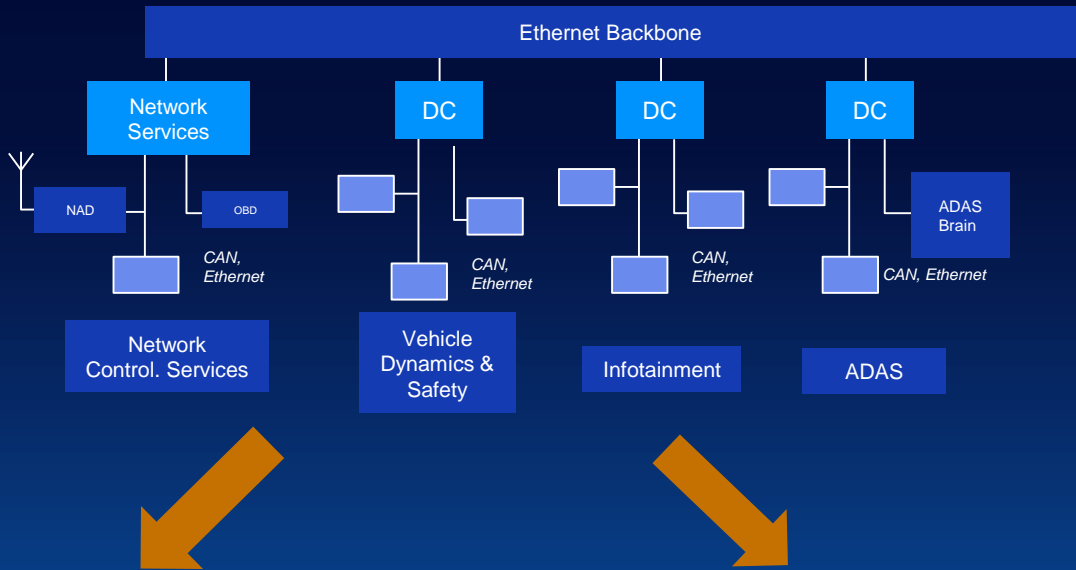 Ethernet Backbone
Network
Services
DC
DC
DC
NAD
OBD
ADAS
Brain
CAN,
Ethernet
CAN,
Ethernet
CAN,
Ethernet
CAN, Ethernet
Network
Control. Services
Vehicle
Dynamics &
Safety
Infotainment
ADAS